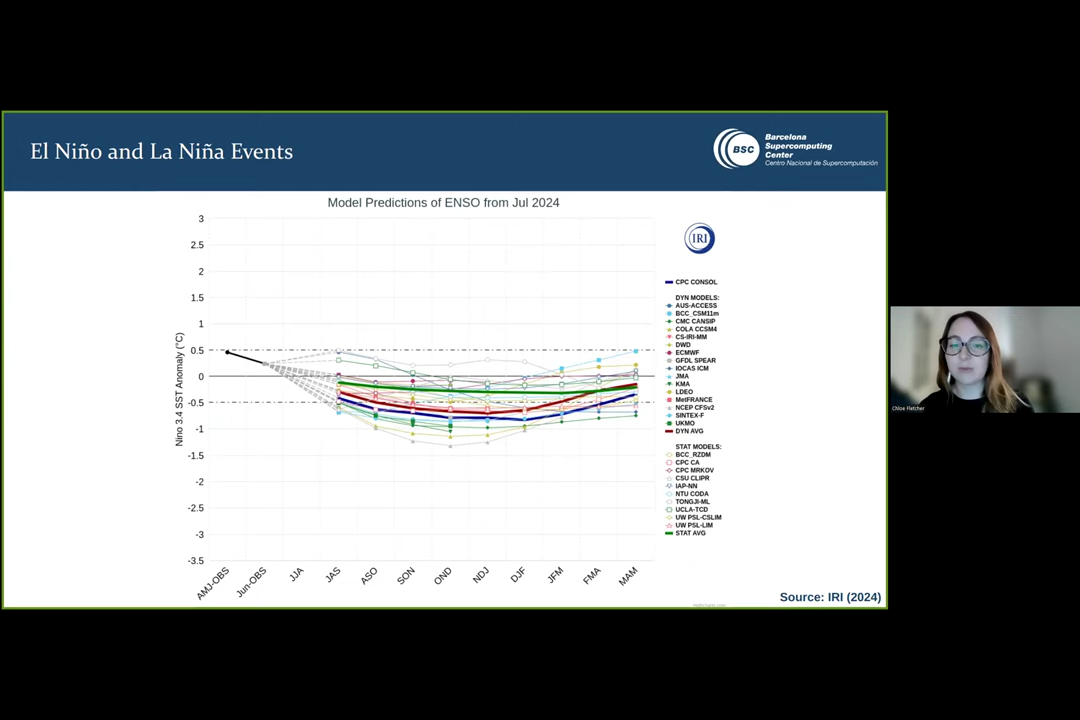 El Niño and La Niña Events
BSC
Barcelona
Supercomputing
Center
Centro Nacional de Supercomputación
Model Predictions of ENSO from Jul 2024
IRI
Nino 3.4 SST Anomaly (°C)
3
2.5
2
1.5
1
0.5
0
-0.5
-1
-1.5
-2
-2.5
-3
-3.5
AMJ-OBS
Jun-OBS
JJA
JAS
ASO
SON
OND
NDJ
DJF
JFM
FMA
MAM
CPC CONSOL
DYN MODELS:
AUS-ACCESS
BCC_CSM11m
CMC CANSIP
COLA CCSM4
CS-IRI-MM
DWD
ECMWF
GFDL SPEAR
IOCAS ICM
JMA
KMA
LDEO
MetFRANCE
NCEP CFSv2
SINTEX-F
UKMO
DYN AVG
STAT MODELS:
BCC_RZDM
CPC CA
CPC MRKOV
CSU CLIPR
IAP-NN
NTU CODA
TONGJI-ML
UCLA-TCD
UW PSL-CSLIM
UW PSL-LIM
STAT AVG
Source: IRI (2024)
Chloe Fletcher